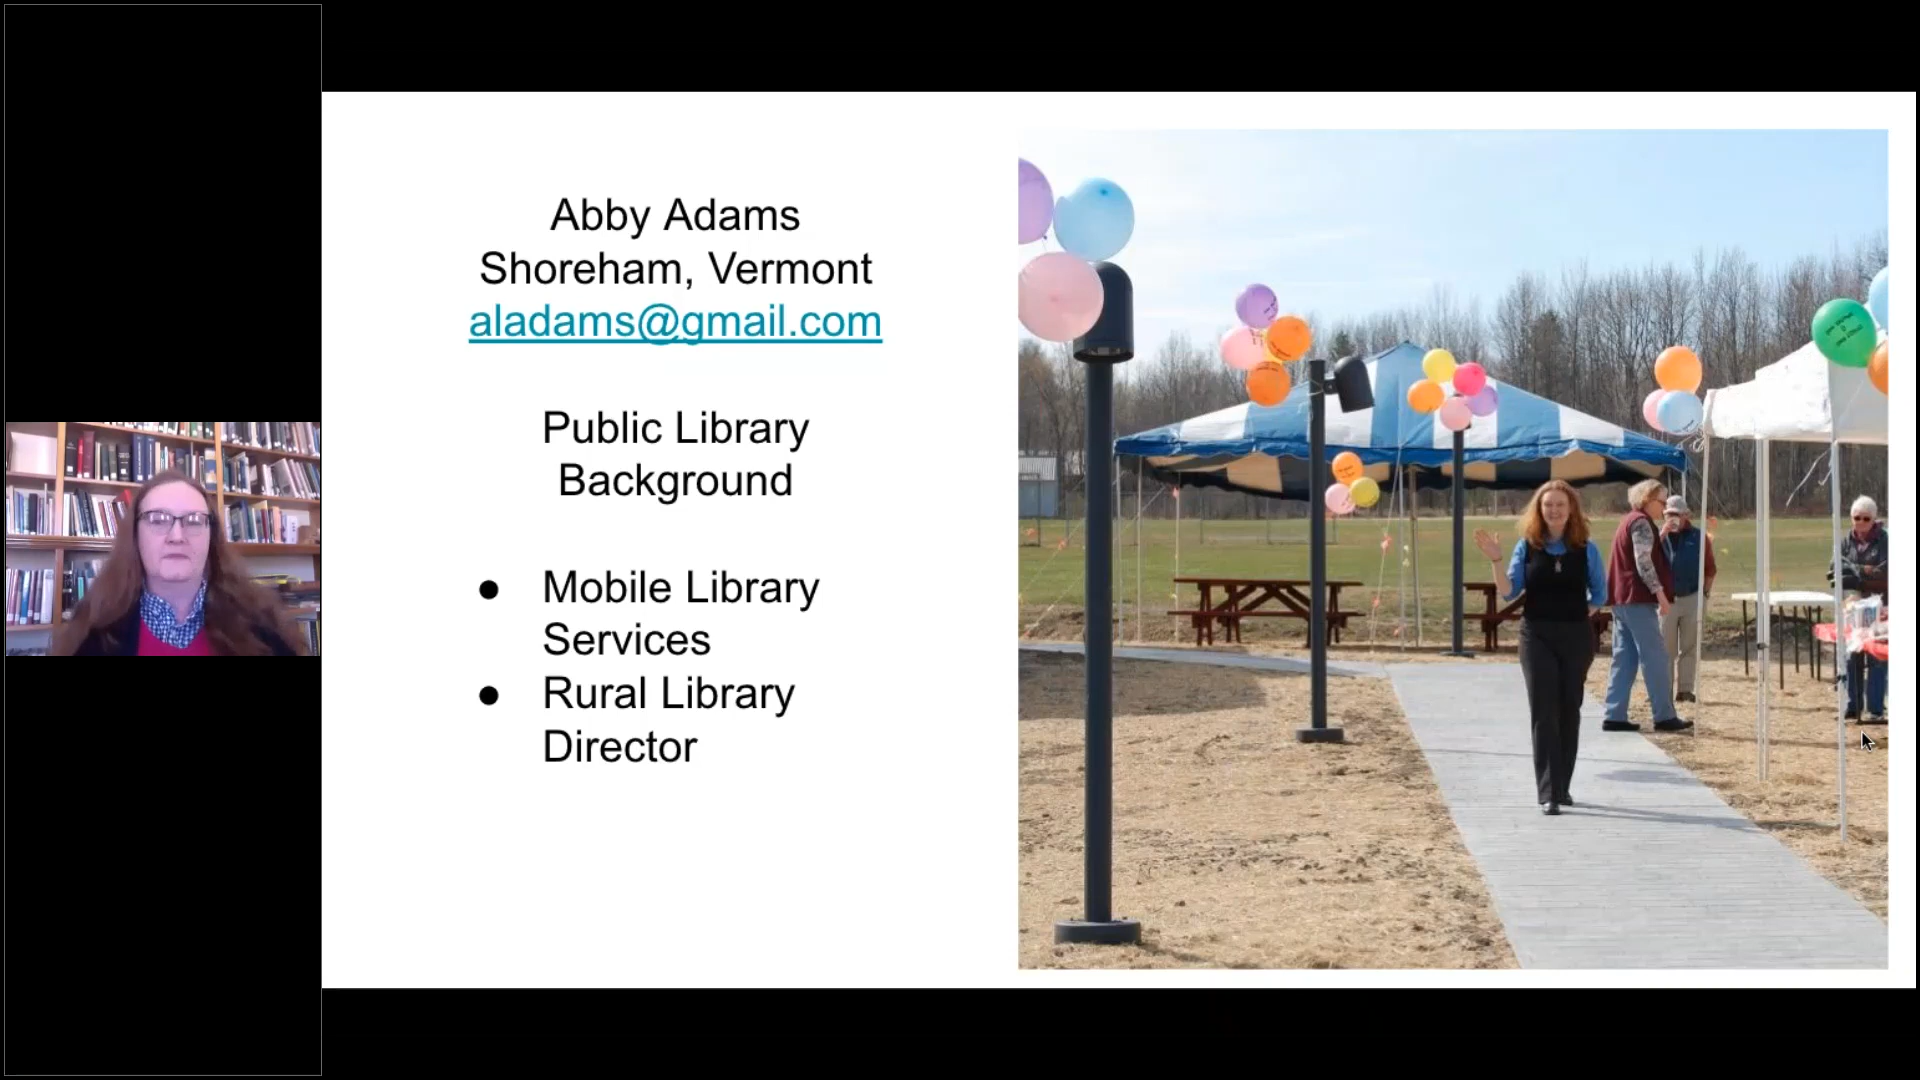 Abby Adams
Shoreham, Vermont
aladams@gmail.com
Public Library
Background
● Mobile Library
Services
● Rural Library
Director